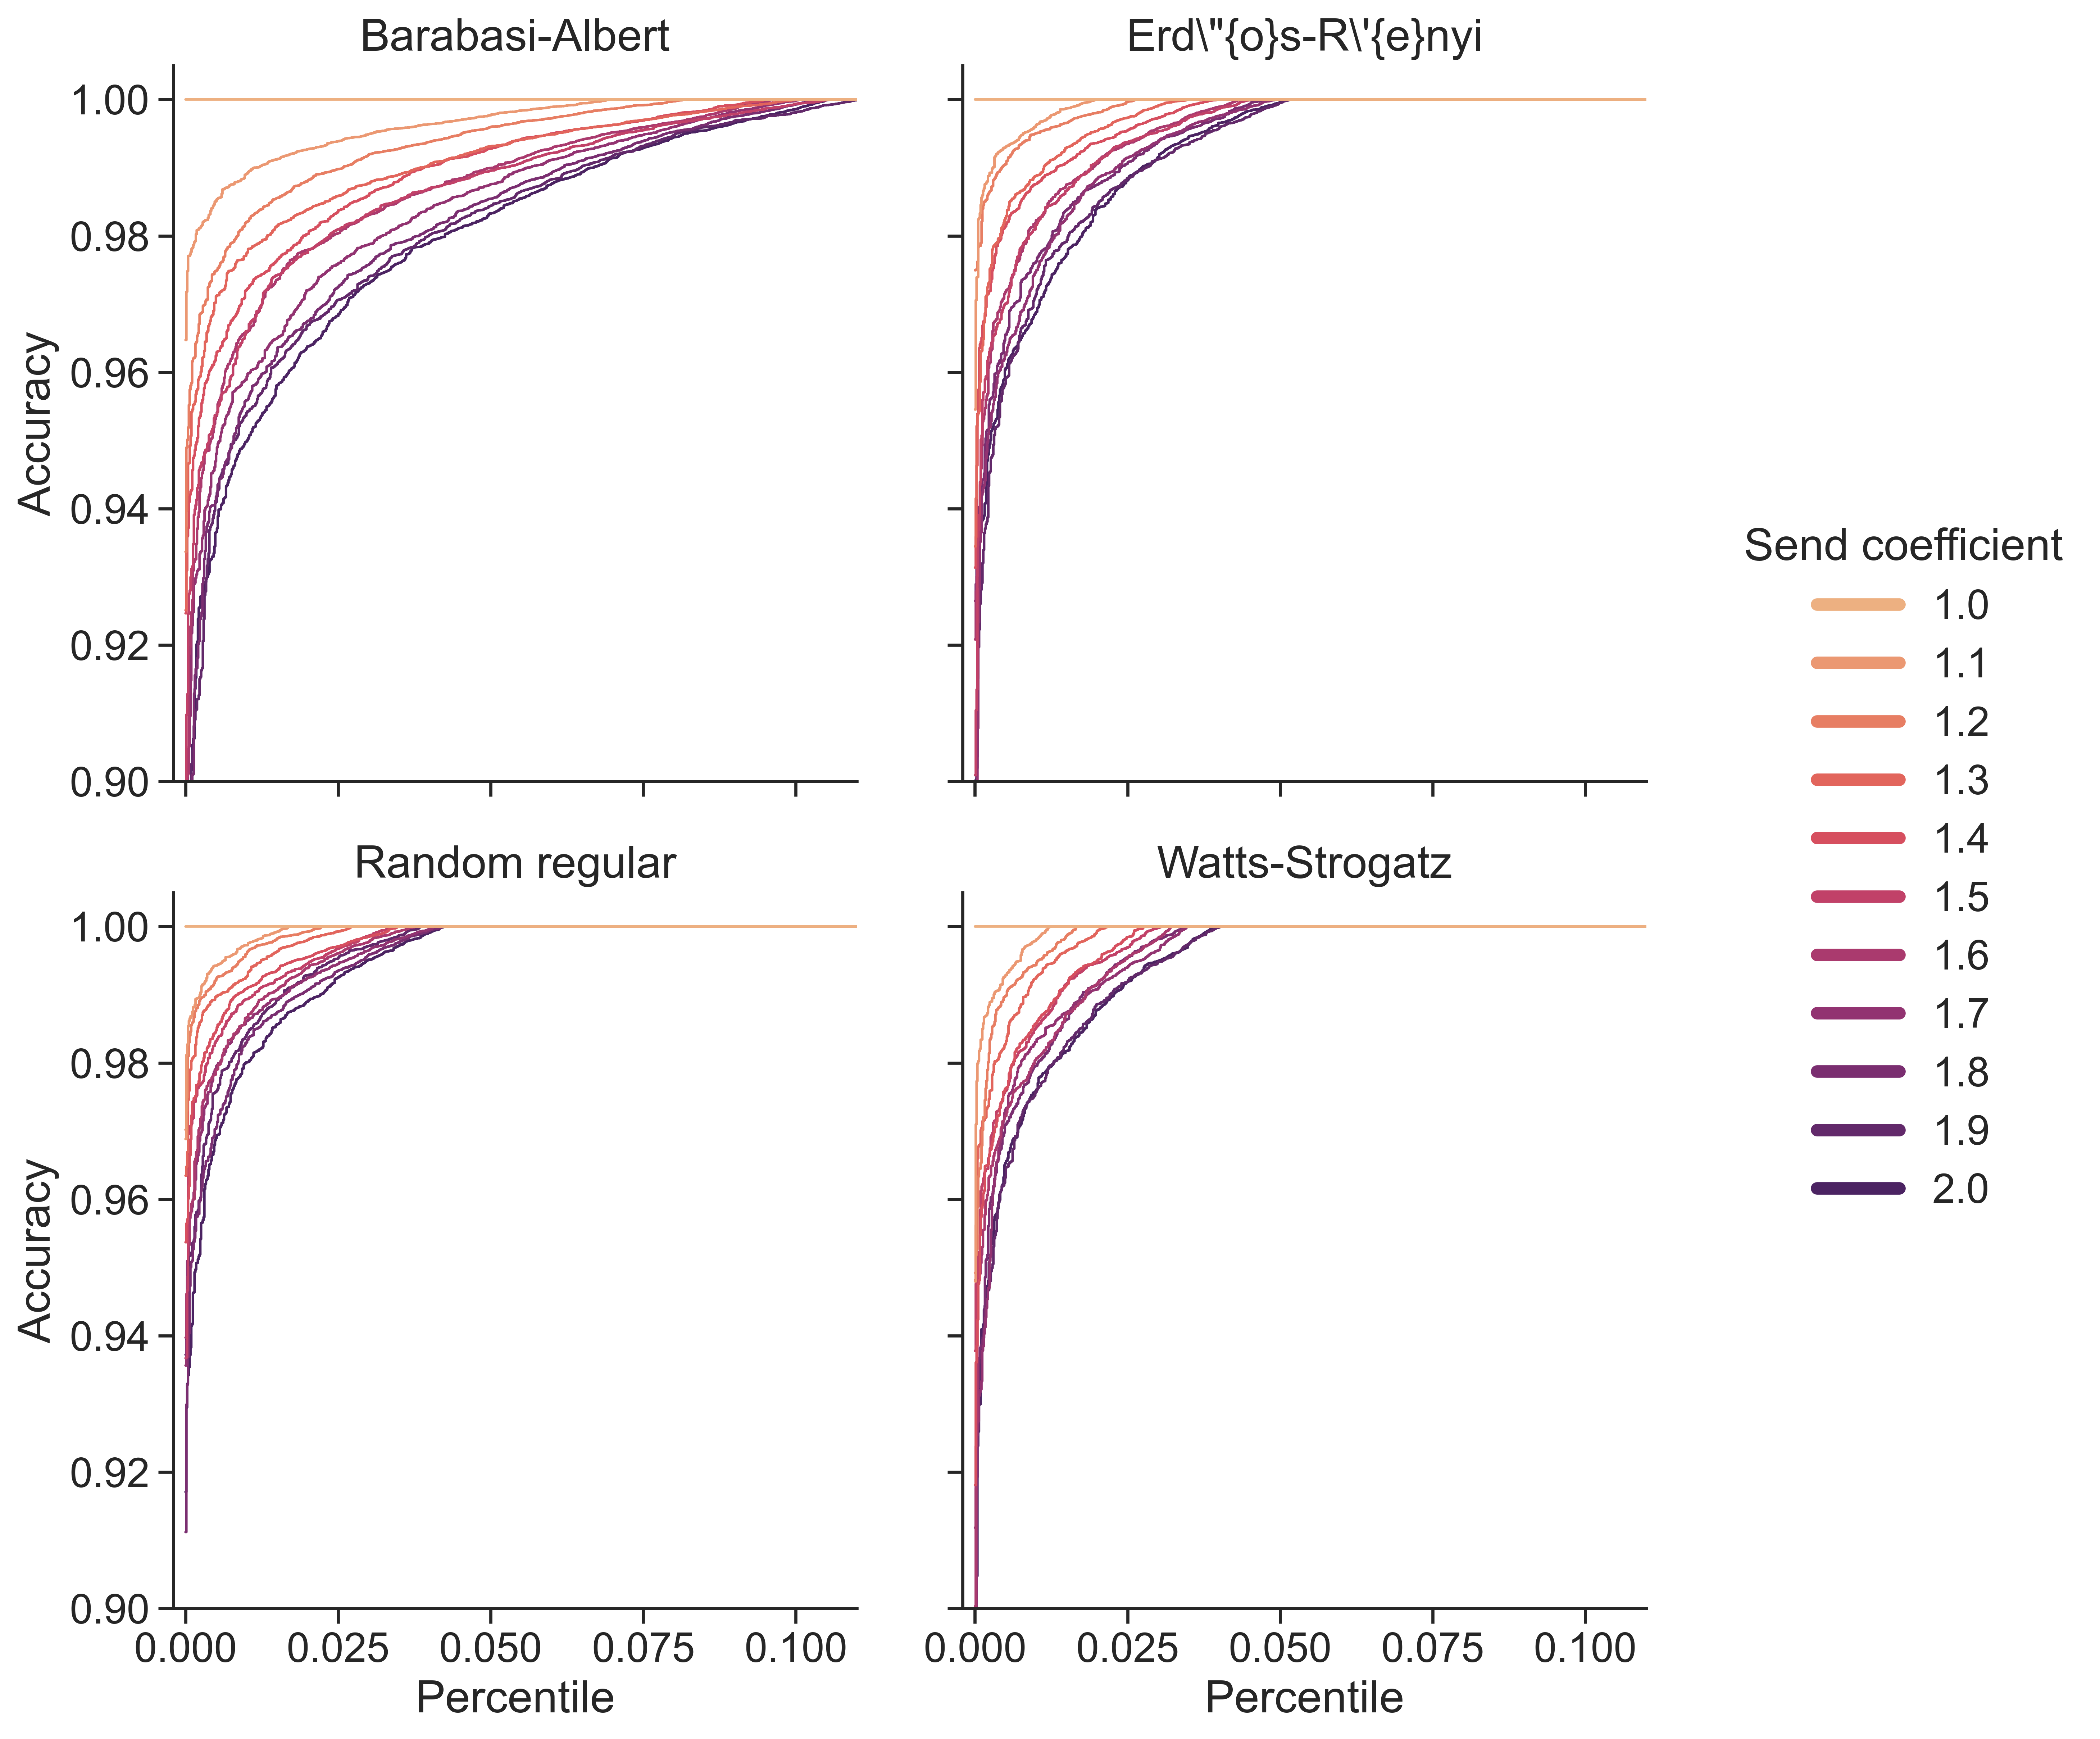 Barabasi-Albert
Erd\"{o}s-R\'{e}nyi
1.00
0.98
0.96
0.94
0.92
0.90
Accuracy
Random regular
Watts-Strogatz
1.00
0.98
0.96
0.94
0.92
0.90
Accuracy
0.000 0.025 0.050 0.075 0.100
Percentile
0.000 0.025 0.050 0.075 0.100
Percentile
Send coefficient
1.0
1.1
1.2
1.3
1.4
1.5
1.6
1.7
1.8
1.9
2.0